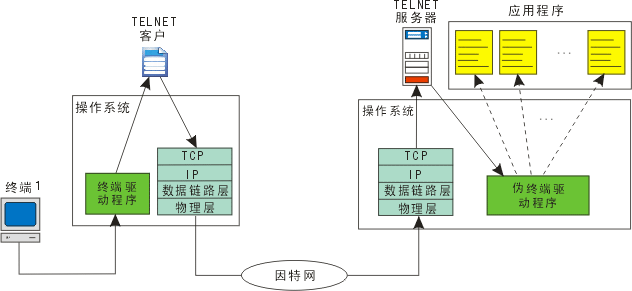 TELNET
客户
操作系统
终端1
终端驱
动程序
TCP
IP
数据链路层
物理层
因特网
TELNET
服务器
应用程序
...
操作系统
...
TCP
IP
数据链路层
物理层
伪终端驱
动程序